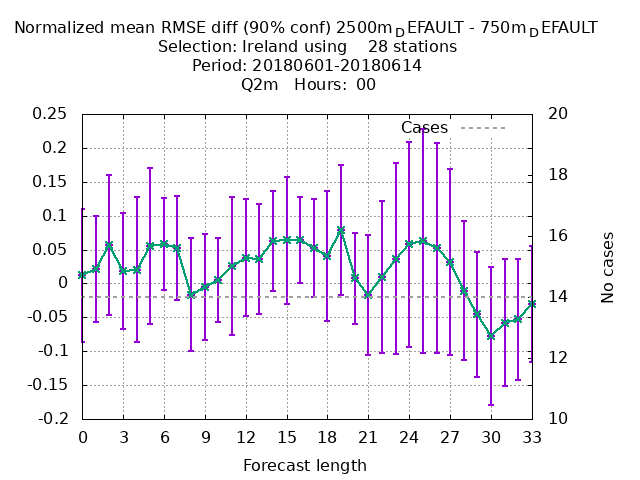 Normalized mean RMSE diff (90% conf) 2500m_DEFAULT - 750m_DEFAULT
Selection: Ireland using    28 stations
Period: 20180601-20180614
Q2m   Hours: 00
Cases
0.25
0.2
0.15
0.1
0.05
0
-0.05
-0.1
-0.15
-0.2
20
18
16
14
12
10
No cases
0 3 6 9 12 15 18 21 24 27 30 33
Forecast length